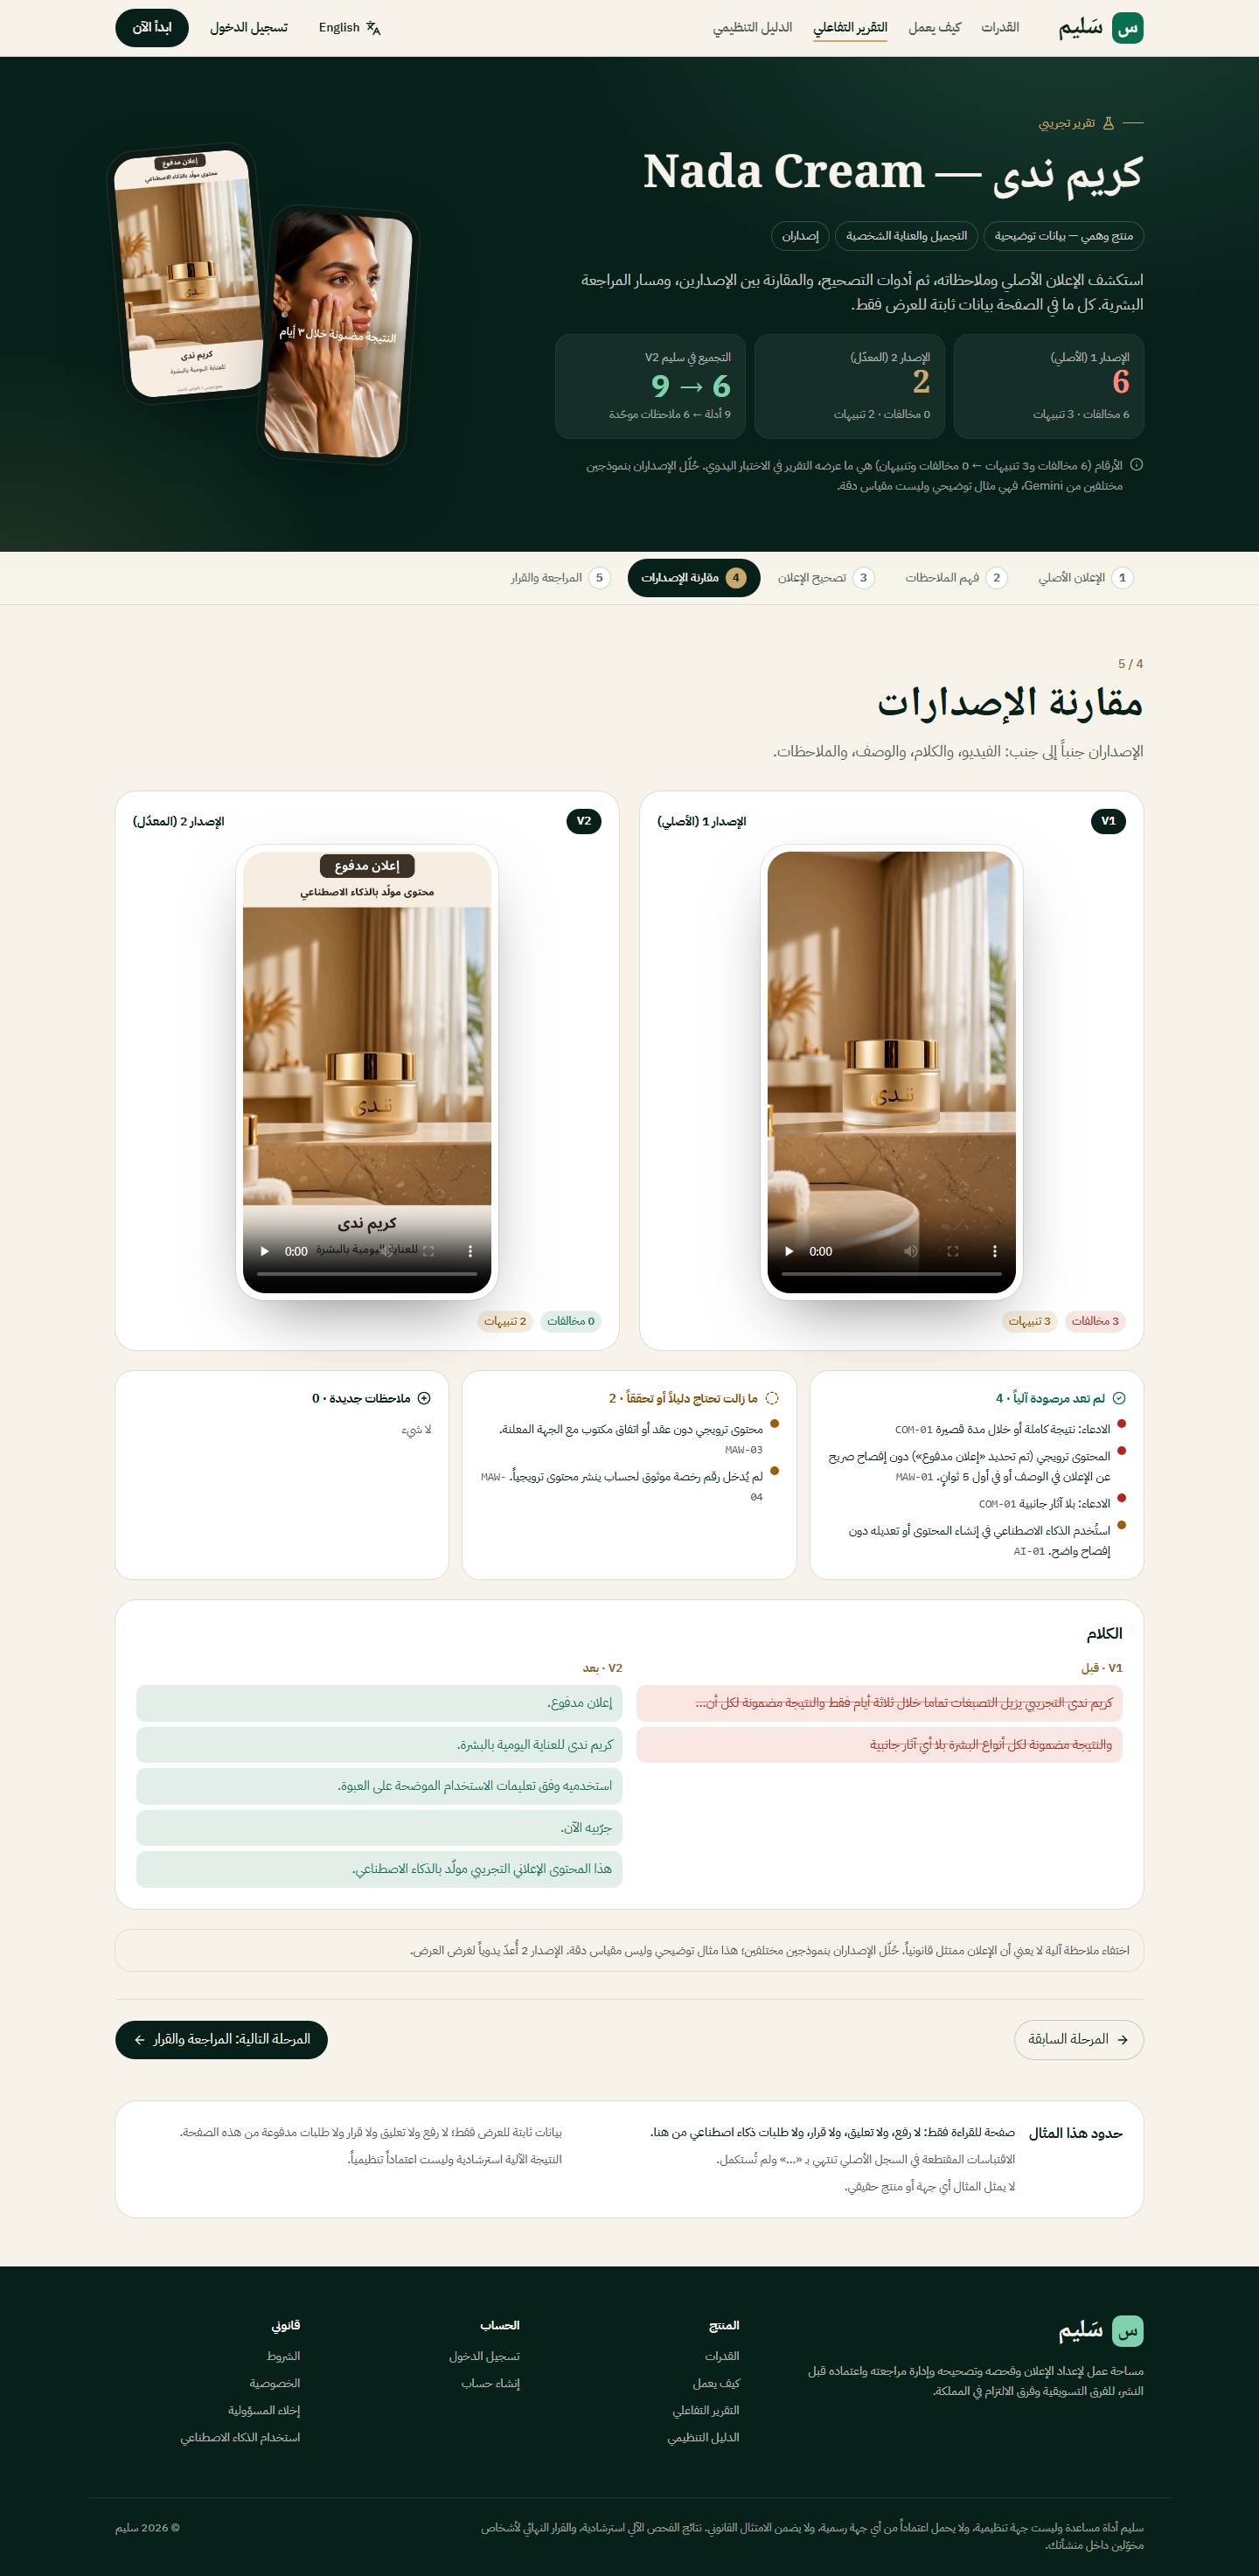 س سَليم
القدرات
كيف يعمل
التقرير التفاعلي
الدليل التنظيمي
English
تسجيل الدخول
ابدأ الآن
تقرير تجريبي
كريم ندى — Nada Cream
منتج وهمي — بيانات توضيحية
التجميل والعناية الشخصية
إصداران
استكشف الإعلان الأصلي وملاحظاته، ثم أدوات التصحيح، والمقارنة بين الإصدارين، ومسار المراجعة
البشرية. كل ما في الصفحة بيانات ثابتة للعرض فقط.
الإصدار 1 (الأصلي)
6
6 مخالفات · 3 تنبيهات
الإصدار 2 (المعدّل)
2
0 مخالفات · 2 تنبيهات
التجميع في سليم V2
9 → 6
9 أدلة ← 6 ملاحظات موحّدة
الأرقام (6 مخالفات و3 تنبيهات ← 0 مخالفات وتنبيهان) هي ما عرضه التقرير في الاختبار اليدوي. حُلّل الإصداران بنموذجين
مختلفين من Gemini، فهي مثال توضيحي وليست مقياس دقة.
إعلان مدفوع
محتوى مولّد بالذكاء الاصطناعي
ندى
كريم ندى
للعناية اليومية بالبشرة
النتيجة مضمونة خلال ٣ أيام
1 الإعلان الأصلي
2 فهم الملاحظات
3 تصحيح الإعلان
4 مقارنة الإصدارات
5 المراجعة والقرار
4 / 5
مقارنة الإصدارات
الإصداران جنباً إلى جنب: الفيديو، والكلام، والوصف، والملاحظات.
V1
الإصدار 1 (الأصلي)
ندى
0:00
3 مخالفات
3 تنبيهات
V2
الإصدار 2 (المعدّل)
إعلان مدفوع
محتوى مولّد بالذكاء الاصطناعي
ندى
كريم ندى
للعناية اليومية بالبشرة
0:00
0 مخالفات
2 تنبيهات
لم تعد مرصودة آلياً · 4
الادعاء: نتيجة كاملة أو خلال مدة قصيرة COM-01
المحتوى ترويجي (تم تحديد «إعلان مدفوع») دون إفصاح صريح
عن الإعلان في الوصف أو في أول 5 ثوانٍ. MAW-01
الادعاء: بلا آثار جانبية COM-01
استُخدم الذكاء الاصطناعي في إنشاء المحتوى أو تعديله دون
إفصاح واضح. AI-01
ما زالت تحتاج دليلاً أو تحققاً · 2
محتوى ترويجي دون عقد أو اتفاق مكتوب مع الجهة المعلنة.
MAW-03
لم يُدخل رقم رخصة موثوق لحساب ينشر محتوى ترويجياً. MAW-
04
ملاحظات جديدة · 0
لا شيء
الكلام
V1 · قبل
كريم ندى التجريبي يزيل التصبغات تماما خلال ثلاثة أيام فقط والنتيجة مضمونة لكل أن…
والنتيجة مضمونة لكل أنواع البشرة بلا أي آثار جانبية
V2 · بعد
إعلان مدفوع.
كريم ندى للعناية اليومية بالبشرة.
استخدميه وفق تعليمات الاستخدام الموضحة على العبوة.
جرّبيه الآن.
هذا المحتوى الإعلاني التجريبي مولّد بالذكاء الاصطناعي.
اختفاء ملاحظة آلية لا يعني أن الإعلان ممتثل قانونياً. حُلّل الإصداران بنموذجين مختلفين؛ هذا مثال توضيحي وليس مقياس دقة. الإصدار 2 أُعدّ يدوياً لغرض العرض.
المرحلة السابقة
المرحلة التالية: المراجعة والقرار
حدود هذا المثال
صفحة للقراءة فقط: لا رفع، ولا تعليق، ولا قرار، ولا طلبات ذكاء اصطناعي من هنا.
الاقتباسات المقتطعة في السجل الأصلي تنتهي بـ «…» ولم تُستكمل.
لا يمثل المثال أي جهة أو منتج حقيقي.
بيانات ثابتة للعرض فقط؛ لا رفع ولا تعليق ولا قرار ولا طلبات مدفوعة من هذه الصفحة.
النتيجة الآلية استرشادية وليست اعتماداً تنظيمياً.
س سَليم
مساحة عمل لإعداد الإعلان وفحصه وتصحيحه وإدارة مراجعته واعتماده قبل
النشر، للفرق التسويقية وفرق الالتزام في المملكة.
المنتج
القدرات
كيف يعمل
التقرير التفاعلي
الدليل التنظيمي
الحساب
تسجيل الدخول
إنشاء حساب
قانوني
الشروط
الخصوصية
إخلاء المسؤولية
استخدام الذكاء الاصطناعي
سليم أداة مساعدة وليست جهة تنظيمية، ولا يحمل اعتماداً من أي جهة رسمية، ولا يضمن الامتثال القانوني. نتائج الفحص الآلي استرشادية، والقرار النهائي لأشخاص
مخوّلين داخل منشأتك.
© 2026 سليم